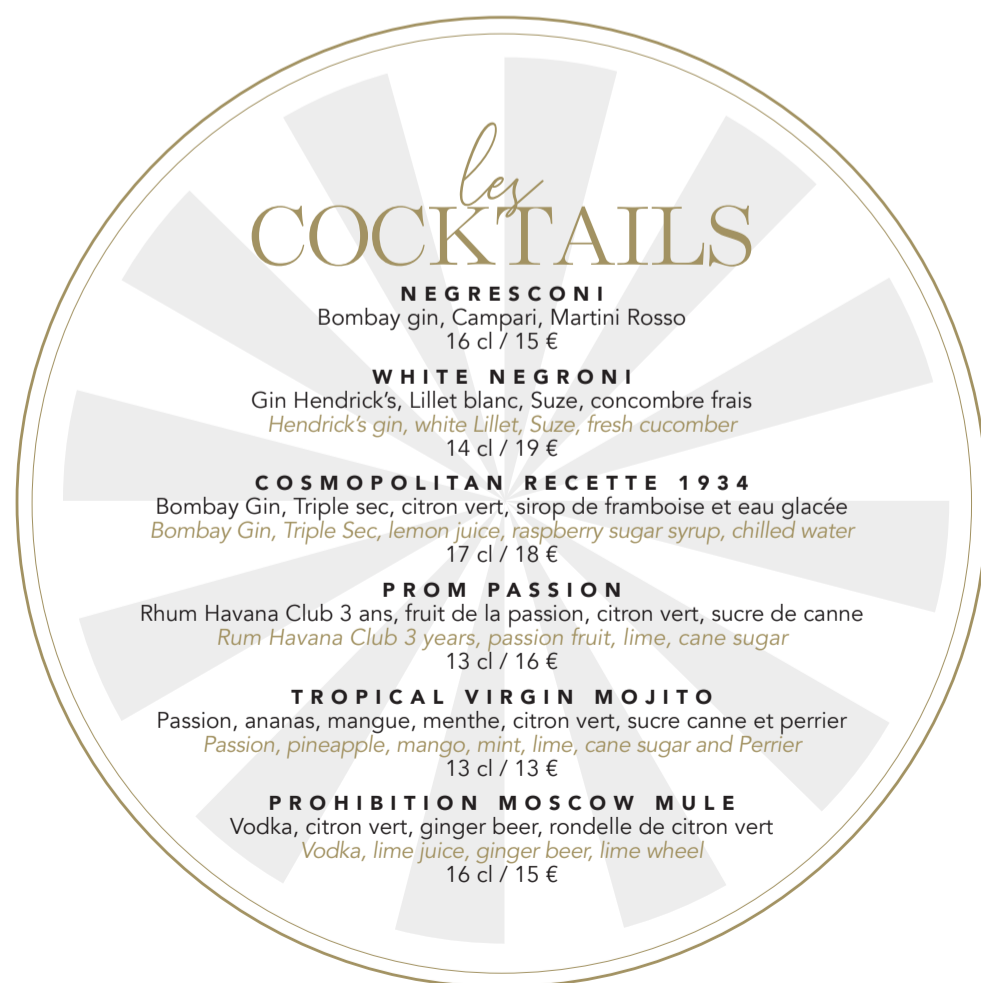 les
COCKTAILS
NEGRESCONI
Bombay gin, Campari, Martini Rosso
16 cl / 15 €
WHITE NEGRONI
Gin Hendrick's, Lillet blanc, Suze, concombre frais
Hendrick's gin, white Lillet, Suze, fresh cucomber
14 cl / 19 €
COSMOPOLITAN RECETTE 1934
Bombay Gin, Triple sec, citron vert, sirop de framboise et eau glacée
Bombay Gin, Triple Sec, lemon juice, raspberry sugar syrup, chilled water
17 cl / 18 €
PROM PASSION
Rhum Havana Club 3 ans, fruit de la passion, citron vert, sucre de canne
Rum Havana Club 3 years, passion fruit, lime, cane sugar
13 cl / 16 €
TROPICAL VIRGIN MOJITO
Passion, ananas, mangue, menthe, citron vert, sucre canne et perrier
Passion, pineapple, mango, mint, lime, cane sugar and Perrier
13 cl / 13 €
PROHIBITION MOSCOW MULE
Vodka, citron vert, ginger beer, rondelle de citron vert
Vodka, lime juice, ginger beer, lime wheel
16 cl / 15 €